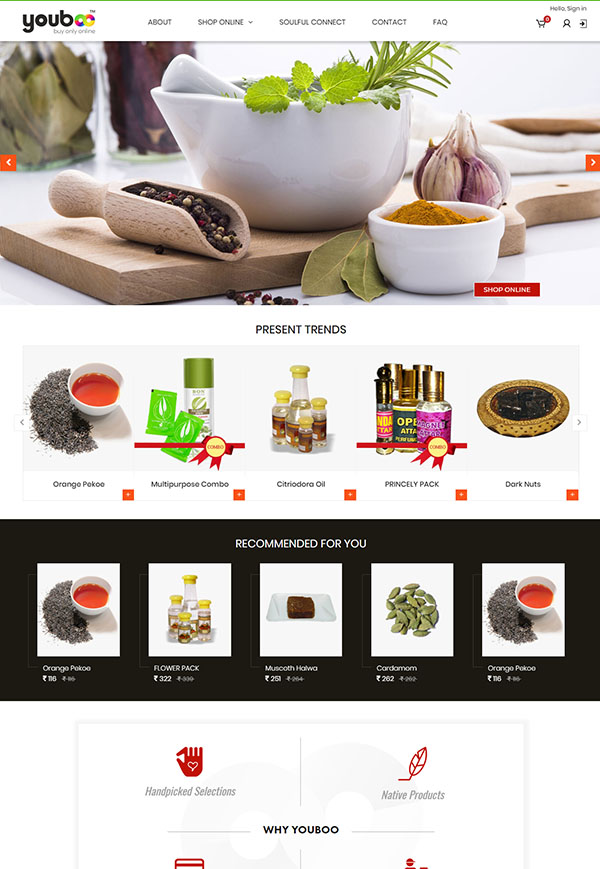 Hello, Sign in
youboo™
buy only online
ABOUT
SHOP ONLINE
SOULFUL CONNECT
CONTACT
FAQ
0
SHOP ONLINE
PRESENT TRENDS
COMBO
COMBO
Orange Pekoe
Multipurpose Combo
Citriodora Oil
PRINCELY PACK
Dark Nuts
RECOMMENDED FOR YOU
Orange Pekoe
₹ 116 ₹ 116
FLOWER PACK
₹ 322 ₹ 330
Muscoth Halwa
₹ 251 ₹ 264
Cardamom
₹ 262 ₹ 262
Orange Pekoe
₹ 116 ₹ 116
Handpicked Selections
Native Products
WHY YOUBOO